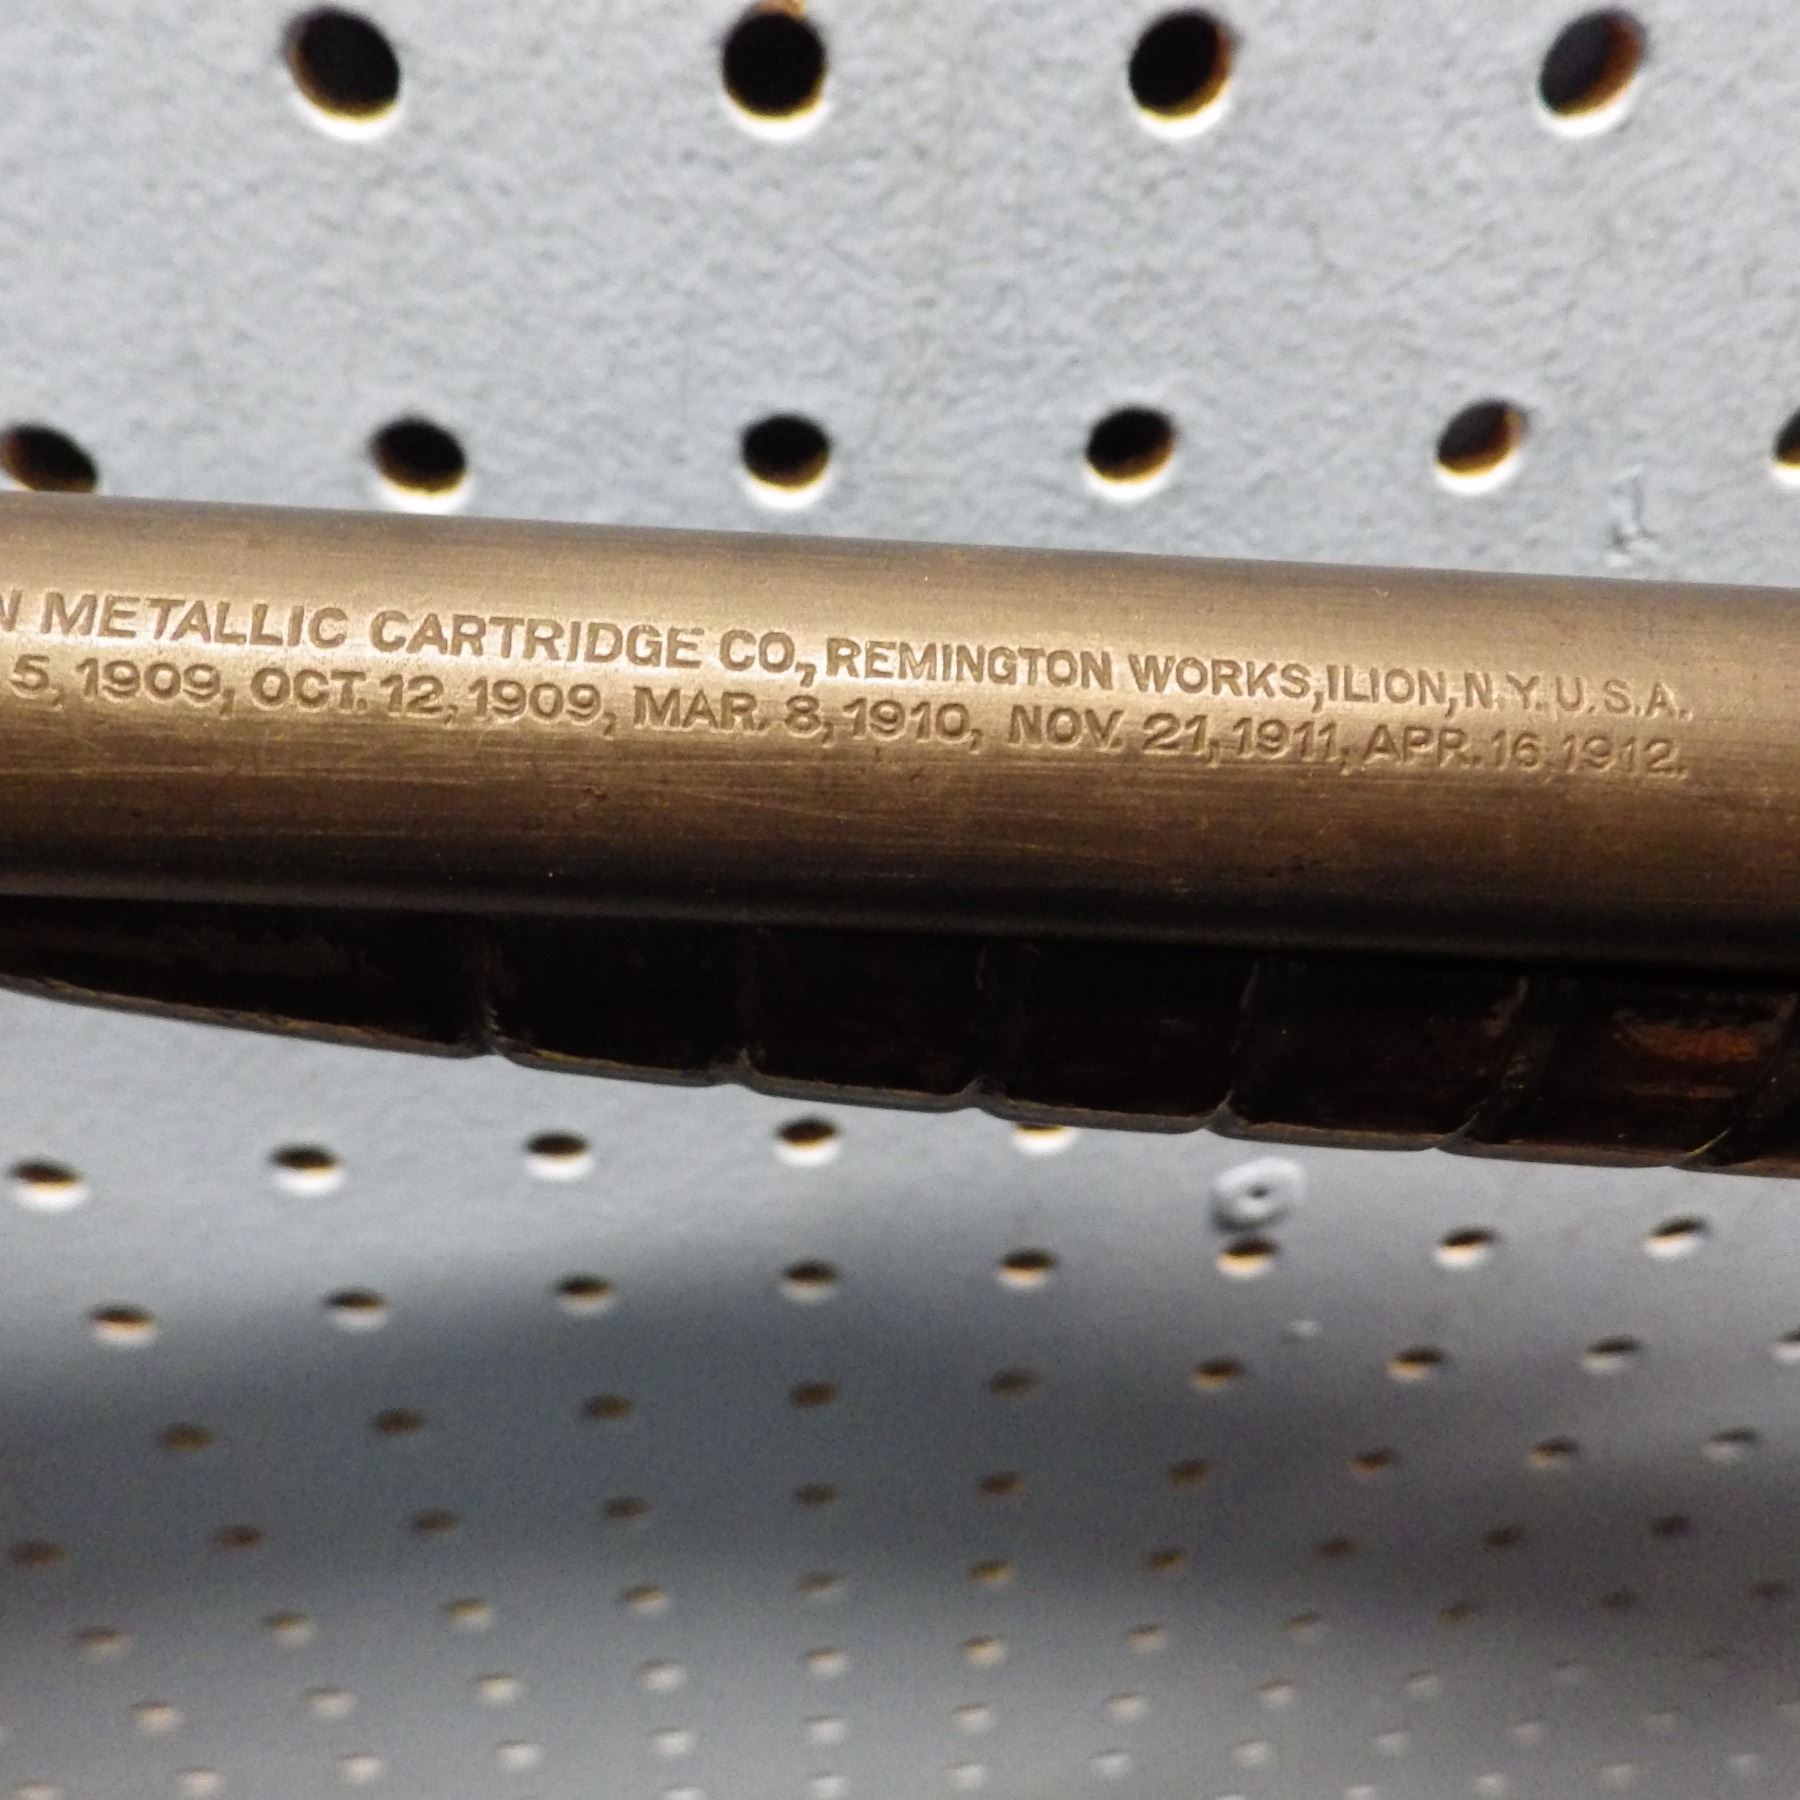 N METALLIC CARTRIDGE CO., REMINGTON WORKS, ILION, N.Y. U.S.A.
5, 1909, OCT. 12, 1909, MAR. 8, 1910, NOV. 21, 1911, APR. 16, 1912.